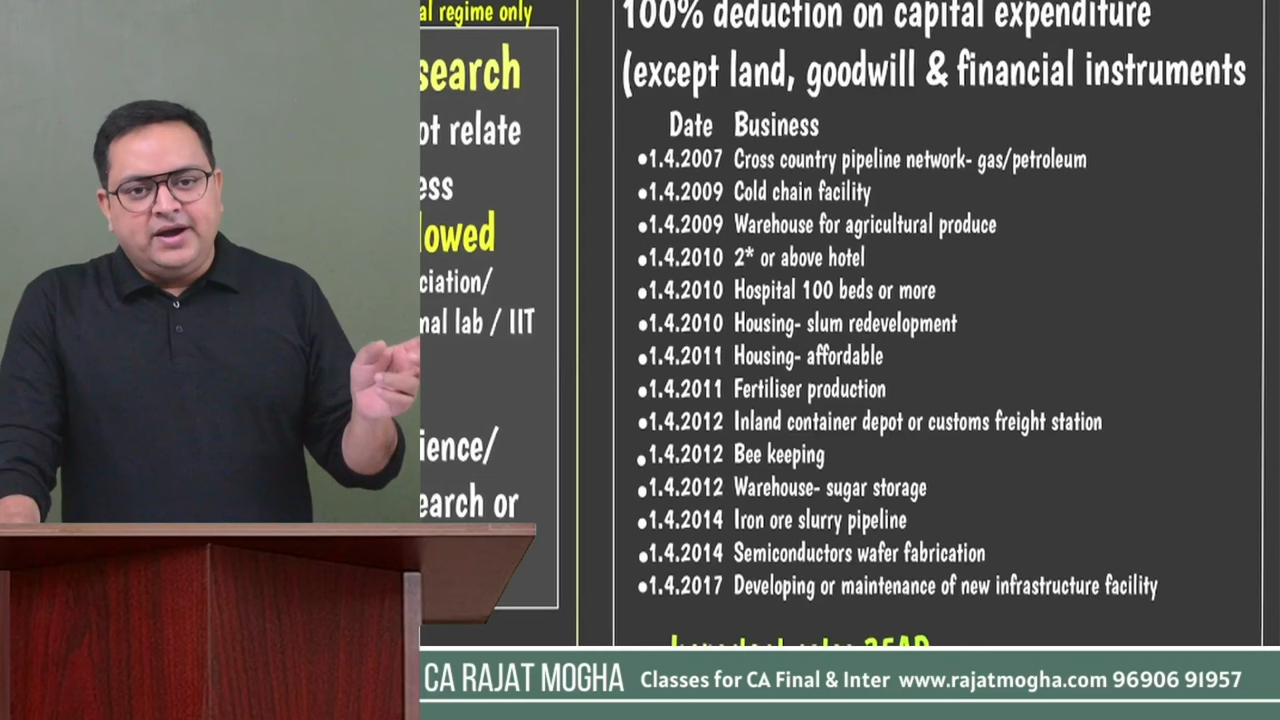 al regime only
search
ot relate
ess
lowed
ciation/
nal lab / IIT
ience/
earch or
100% deduction on capital expenditure
(except land, goodwill & financial instruments
Date Business
•1.4.2007 Cross country pipeline network- gas/petroleum
•1.4.2009 Cold chain facility
•1.4.2009 Warehouse for agricultural produce
•1.4.2010 2* or above hotel
•1.4.2010 Hospital 100 beds or more
•1.4.2010 Housing- slum redevelopment
•1.4.2011 Housing- affordable
•1.4.2011 Fertiliser production
•1.4.2012 Inland container depot or customs freight station
•1.4.2012 Bee keeping
•1.4.2012 Warehouse- sugar storage
•1.4.2014 Iron ore slurry pipeline
•1.4.2014 Semiconductors wafer fabrication
•1.4.2017 Developing or maintenance of new infrastructure facility
CA RAJAT MOGHA Classes for CA Final & Inter www.rajatmogha.com 96906 91957